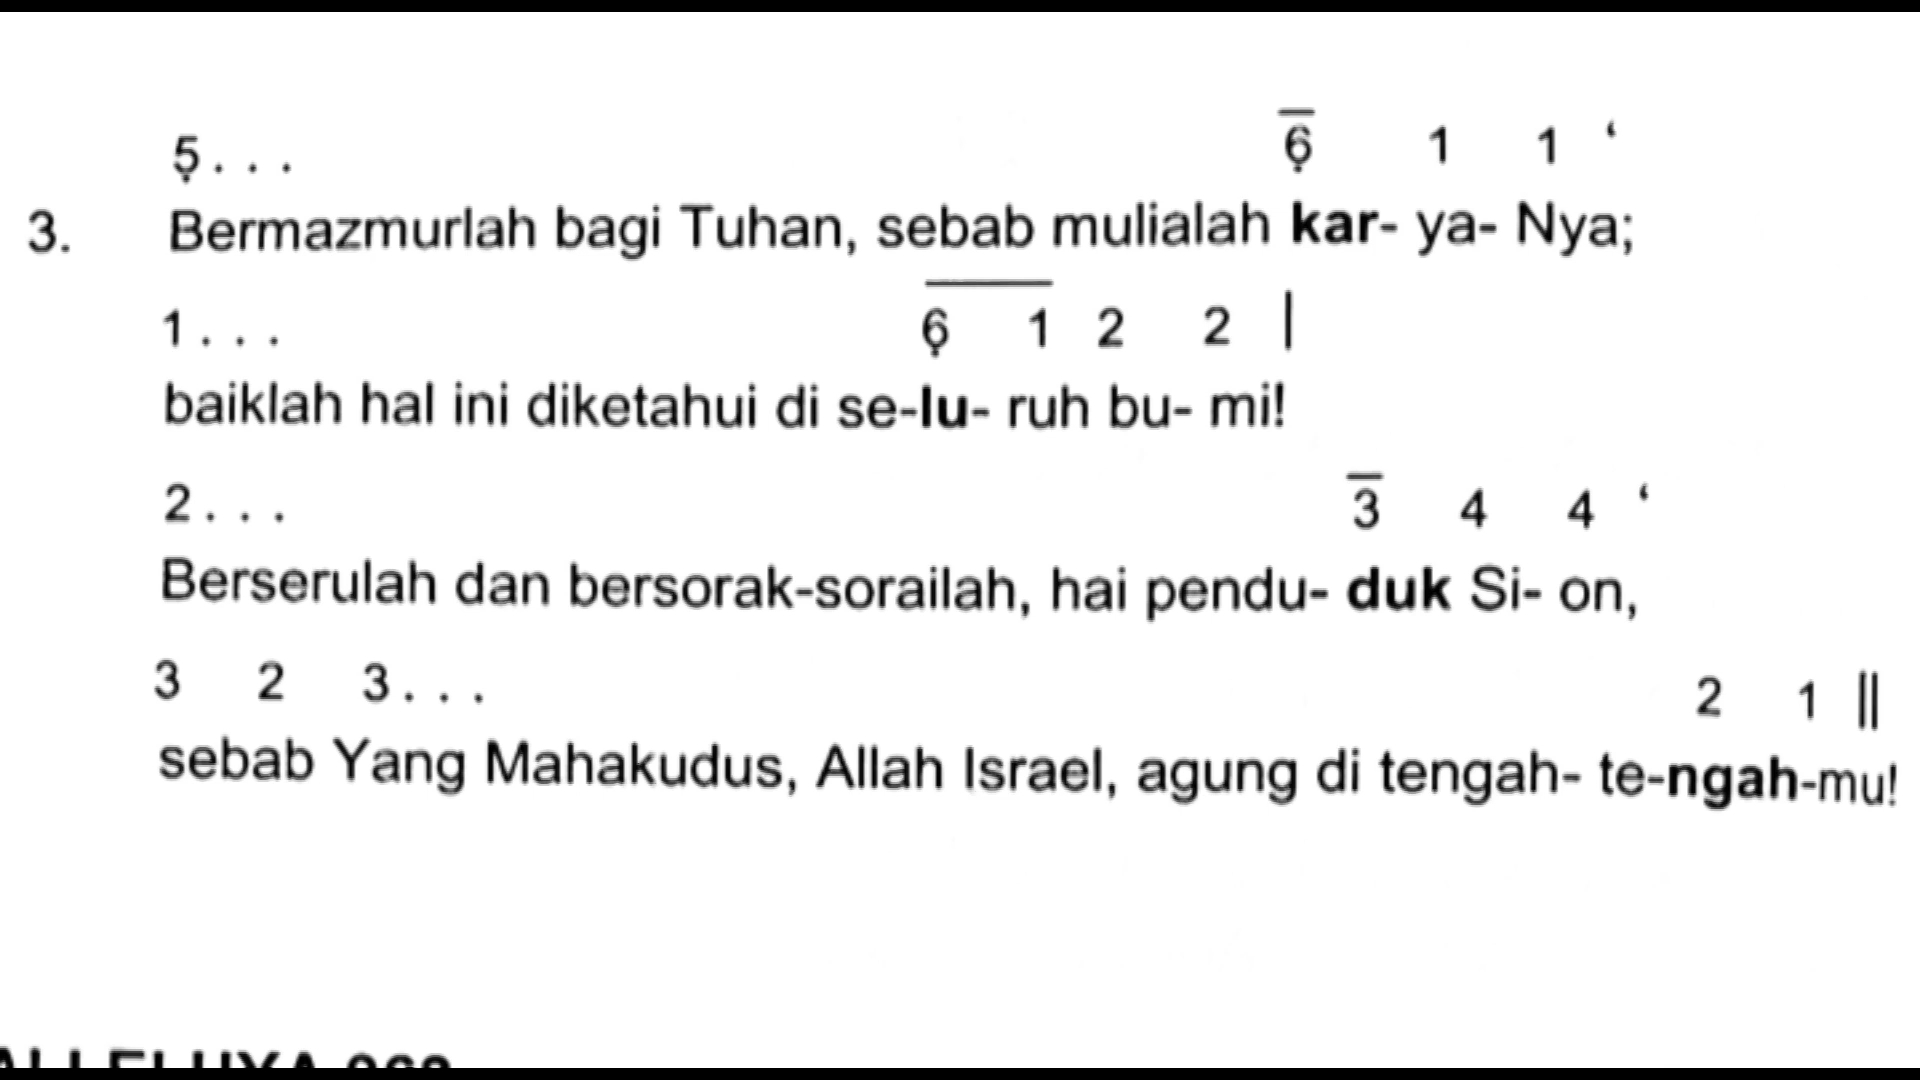 5 . . . 6 1 1 ‘
3. Bermazmurlah bagi Tuhan, sebab mulialah kar- ya- Nya;
1 . . . 6 1 2 2 |
baiklah hal ini diketahui di se-lu- ruh bu- mi!
2 . . . 3 4 4 ‘
Berserulah dan bersorak-sorailah, hai pendu- duk Si- on,
3 2 3 . . . 2 1 ||
sebab Yang Mahakudus, Allah Israel, agung di tengah- te-ngah-mu!